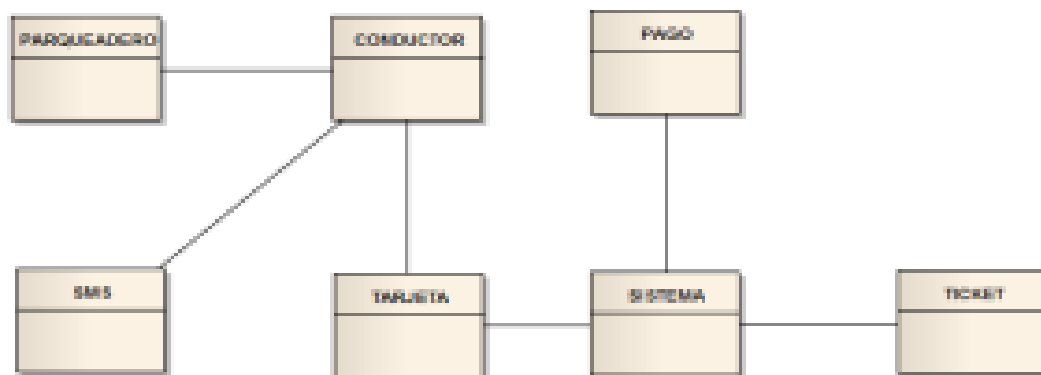 PARQUEADERO
CONDUCTOR
PAGO
SMS
TARJETA
SISTEMA
TICKET